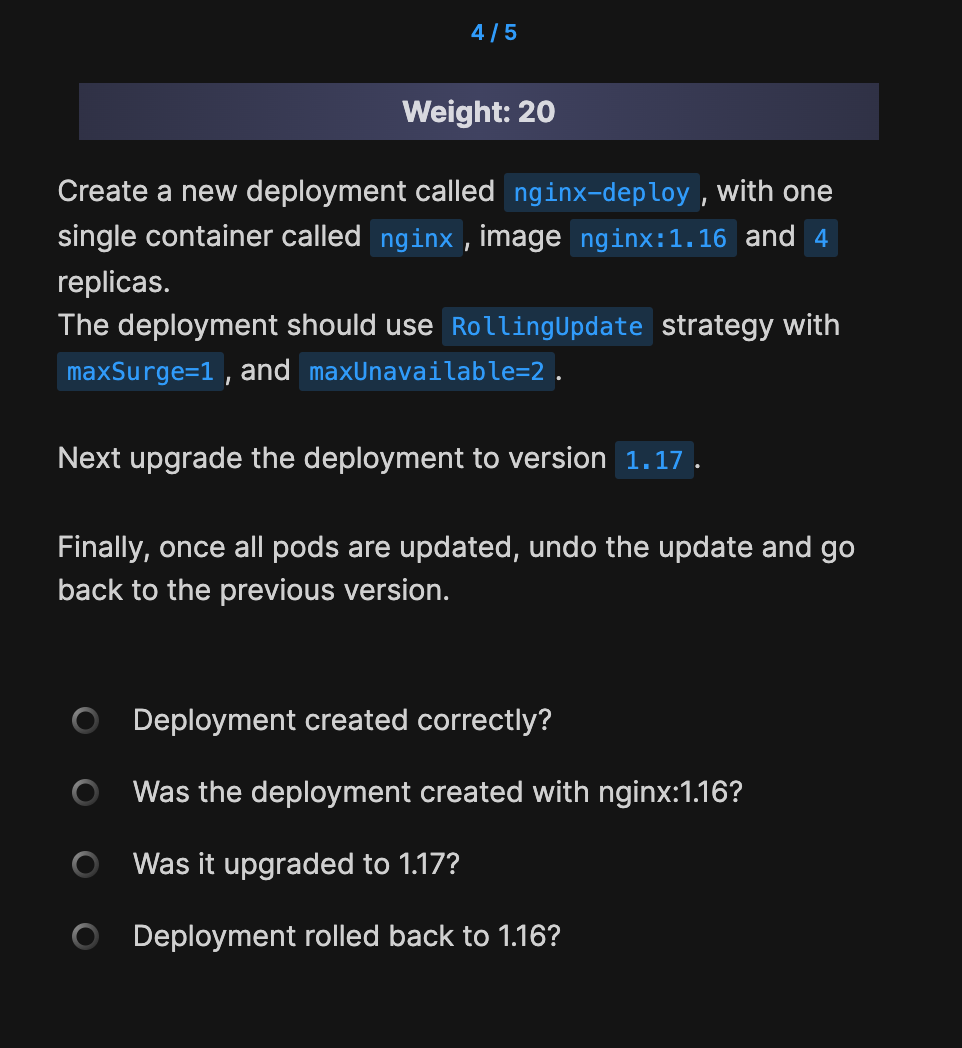 4 / 5
Weight: 20
Create a new deployment called nginx-deploy, with one
single container called nginx, image nginx:1.16 and 4
replicas.
The deployment should use RollingUpdate strategy with
maxSurge=1, and maxUnavailable=2.
Next upgrade the deployment to version 1.17.
Finally, once all pods are updated, undo the update and go
back to the previous version.
Deployment created correctly?
Was the deployment created with nginx:1.16?
Was it upgraded to 1.17?
Deployment rolled back to 1.16?